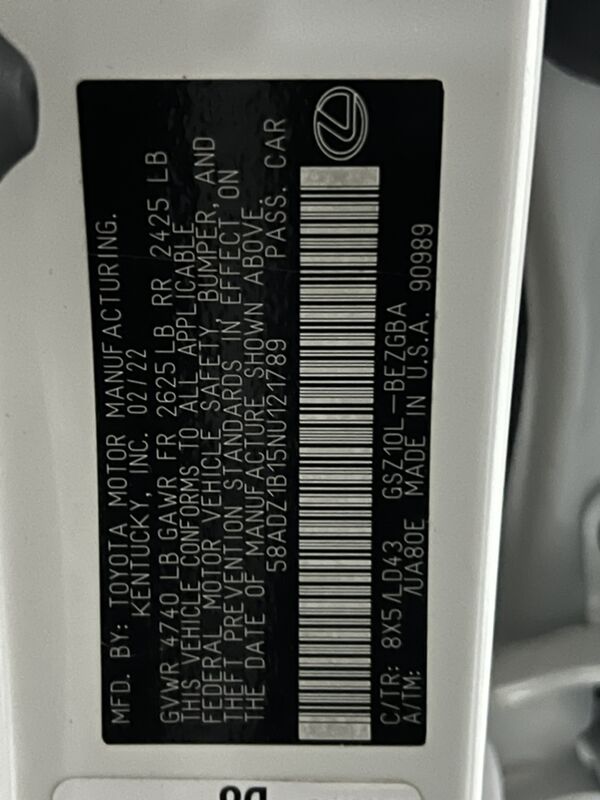 MFD. BY: TOYOTA MOTOR MANUFACTURING.
KENTUCKY, INC. 02/22
GVWR 4740 LB GAWR FR 2625 LB RR 2425 LB
THIS VEHICLE CONFORMS TO ALL APPLICABLE
FEDERAL MOTOR VEHICLE SAFETY, BUMPER, AND
THEFT PREVENTION STANDARDS IN EFFECT ON
THE DATE OF MANUFACTURE SHOWN ABOVE.
58ADZ1B15NU121789 PASS. CAR
C/TR: 8X5/LD43 GSZ10L-BEZGBA
A/TM: /UA80E MADE IN U.S.A. 90989